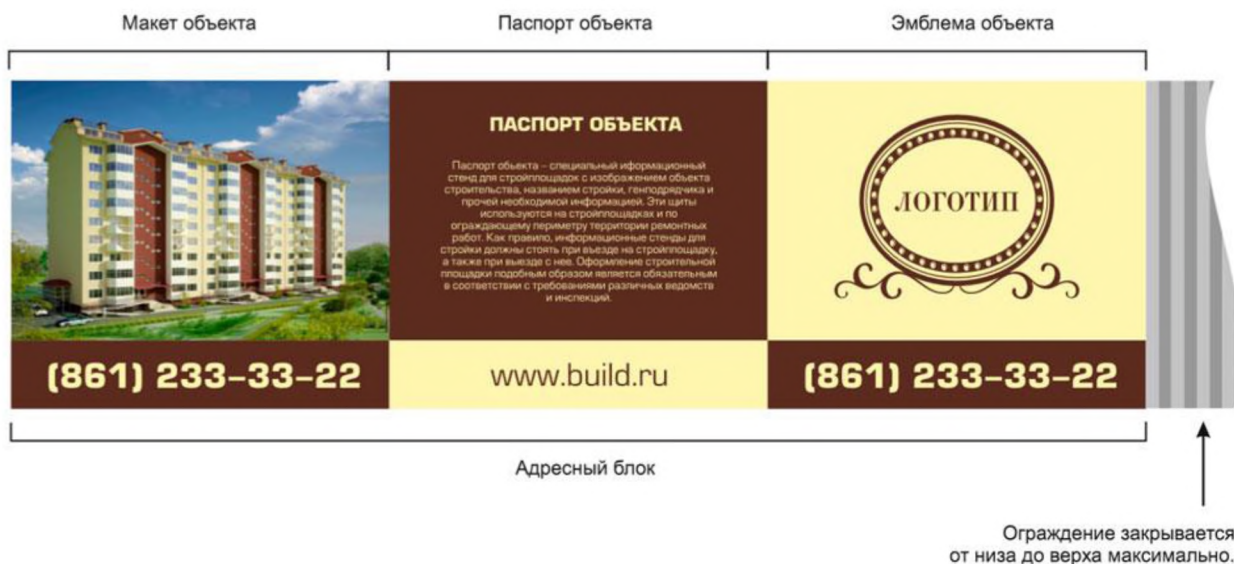 Макет объекта
Паспорт объекта
Эмблема объекта
ПАСПОРТ ОБЪЕКТА
Паспорт объекта – специальный иформационный
стенд для стройплощадок с изображением объекта
строительства, названием стройки, генподрядчика и
прочей необходимой информацией. Эти щиты
используются на стройплощадках и по
ограждающему периметру территории ремонтных
работ. Как правило, информационные стенды для
стройки должны стоять при въезде на стройплощадку,
а также при выезде с нее. Оформление строительной
площадки подобным образом является обязательным
в соответствии с требованиями различных ведомств
и инспекций.
ЛОГОТИП
(861) 233-33-22
www.build.ru
(861) 233-33-22
Адресный блок
Ограждение закрывается
от низа до верха максимально.